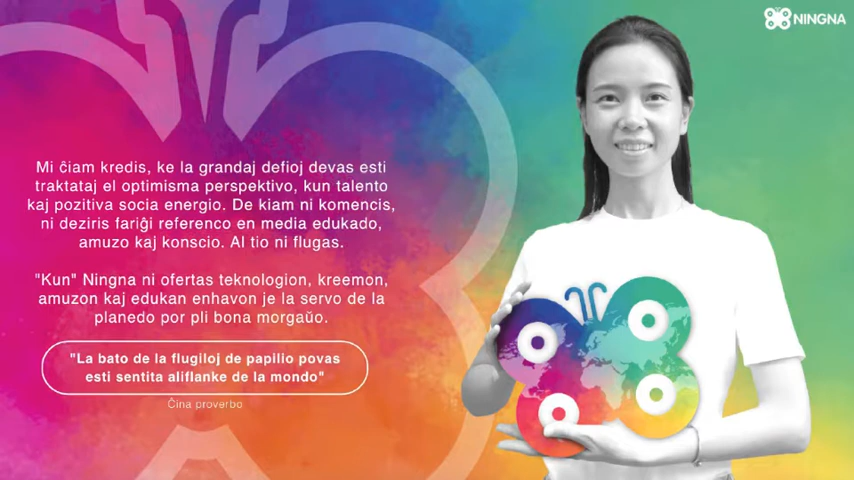 NINGNA
Mi ĉiam kredis, ke la grandaj defioj devas esti
traktataj el optimisma perspektivo, kun talento
kaj pozitiva socia energio. De kiam ni komencis,
ni deziris fariĝi referenco en media edukado,
amuzo kaj konscio. Al tio ni flugas.
"Kun" Ningna ni ofertas teknologion, kreemon,
amuzon kaj edukan enhavon je la servo de la
planedo por pli bona morgaŭo.
"La bato de la flugiloj de papilio povas
esti sentita aliflanke de la mondo"
Ĉina proverbo